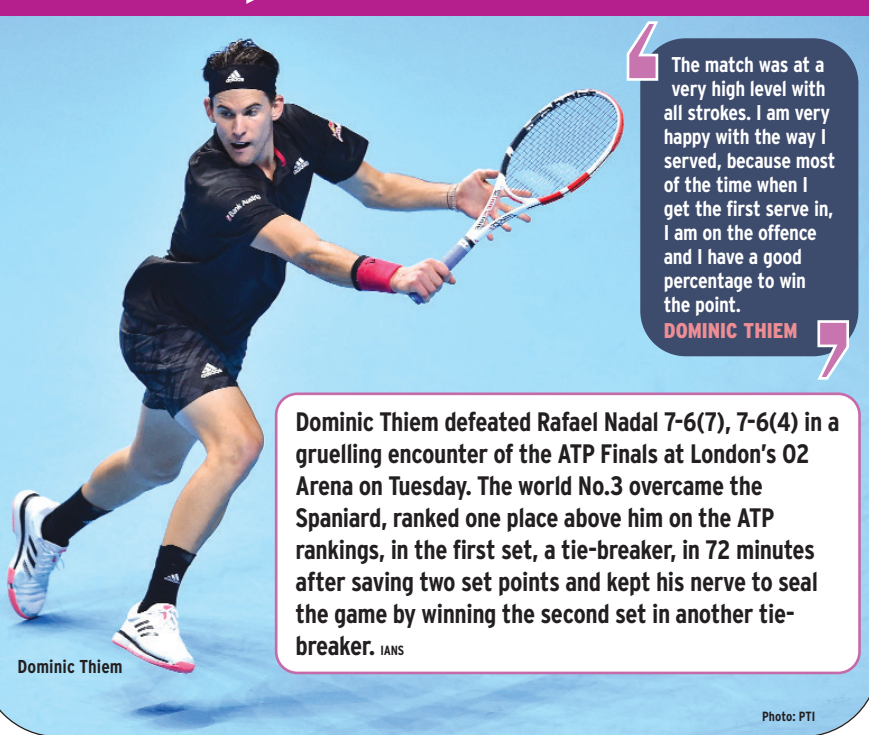 The match was at a
very high level with
all strokes. I am very
happy with the way I
served, because most
of the time when I
get the first serve in,
I am on the offence
and I have a good
percentage to win
the point.
DOMINIC THIEM
adidas
Bank Austria
Dominic Thiem defeated Rafael Nadal 7-6(7), 7-6(4) in a
gruelling encounter of the ATP Finals at London’s O2
Arena on Tuesday. The world No.3 overcame the
Spaniard, ranked one place above him on the ATP
rankings, in the first set, a tie-breaker, in 72 minutes
after saving two set points and kept his nerve to seal
the game by winning the second set in another tie-
breaker. IANS
Dominic Thiem
Photo: PTI